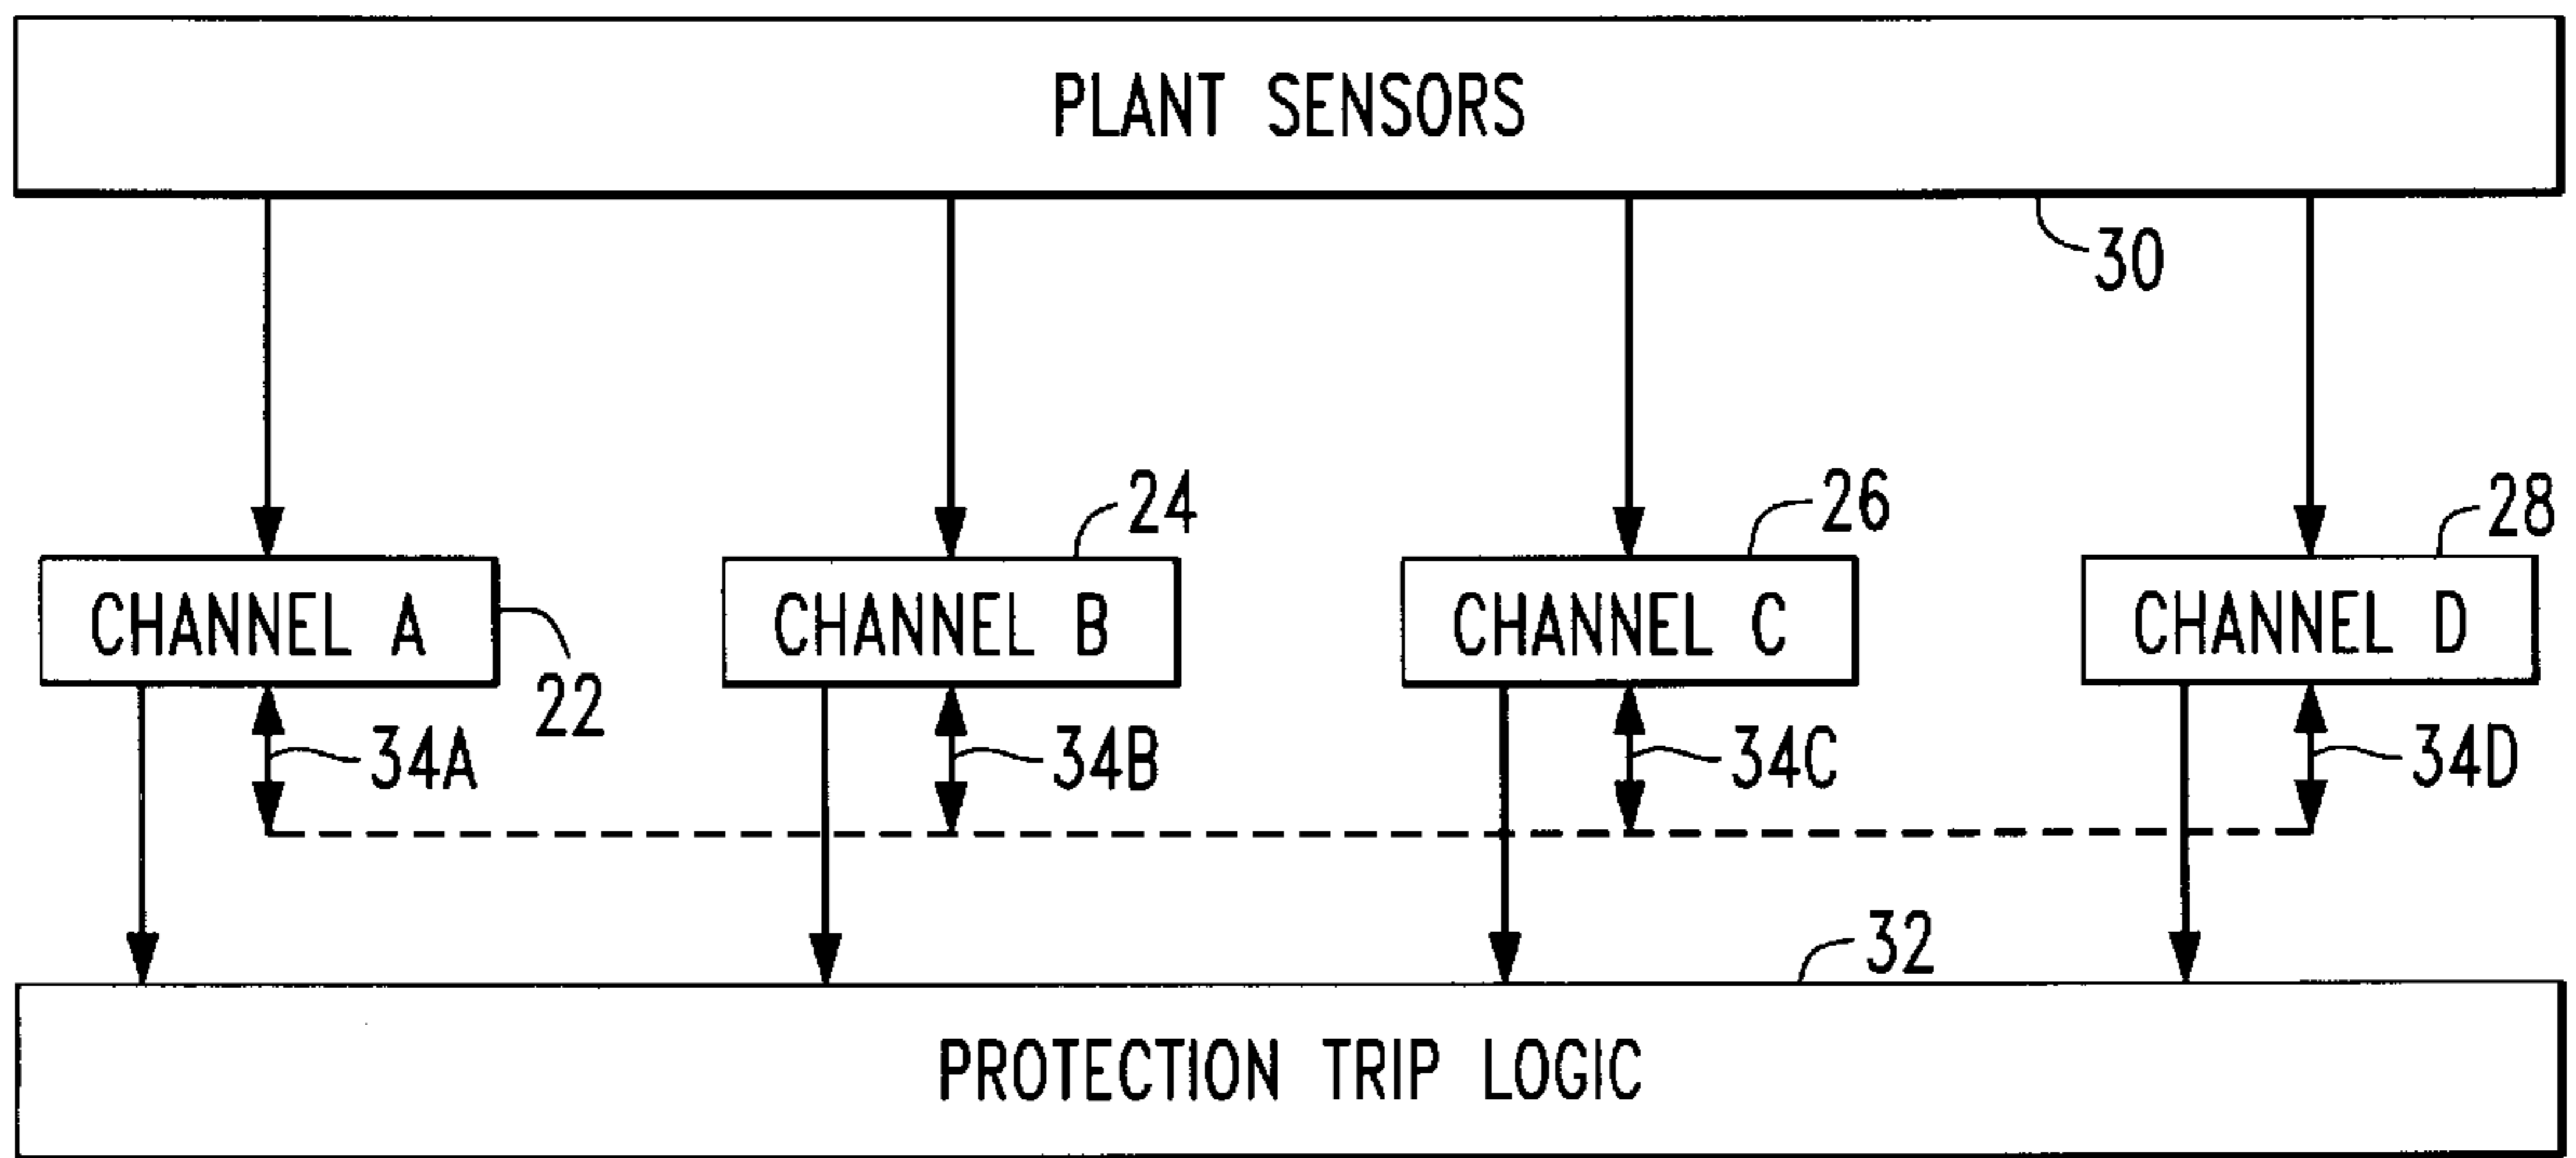 PLANT SENSORS
30
24
26
28
CHANNEL A
CHANNEL B
CHANNEL C
CHANNEL D
22
34A
34B
34C
34D
32
PROTECTION TRIP LOGIC